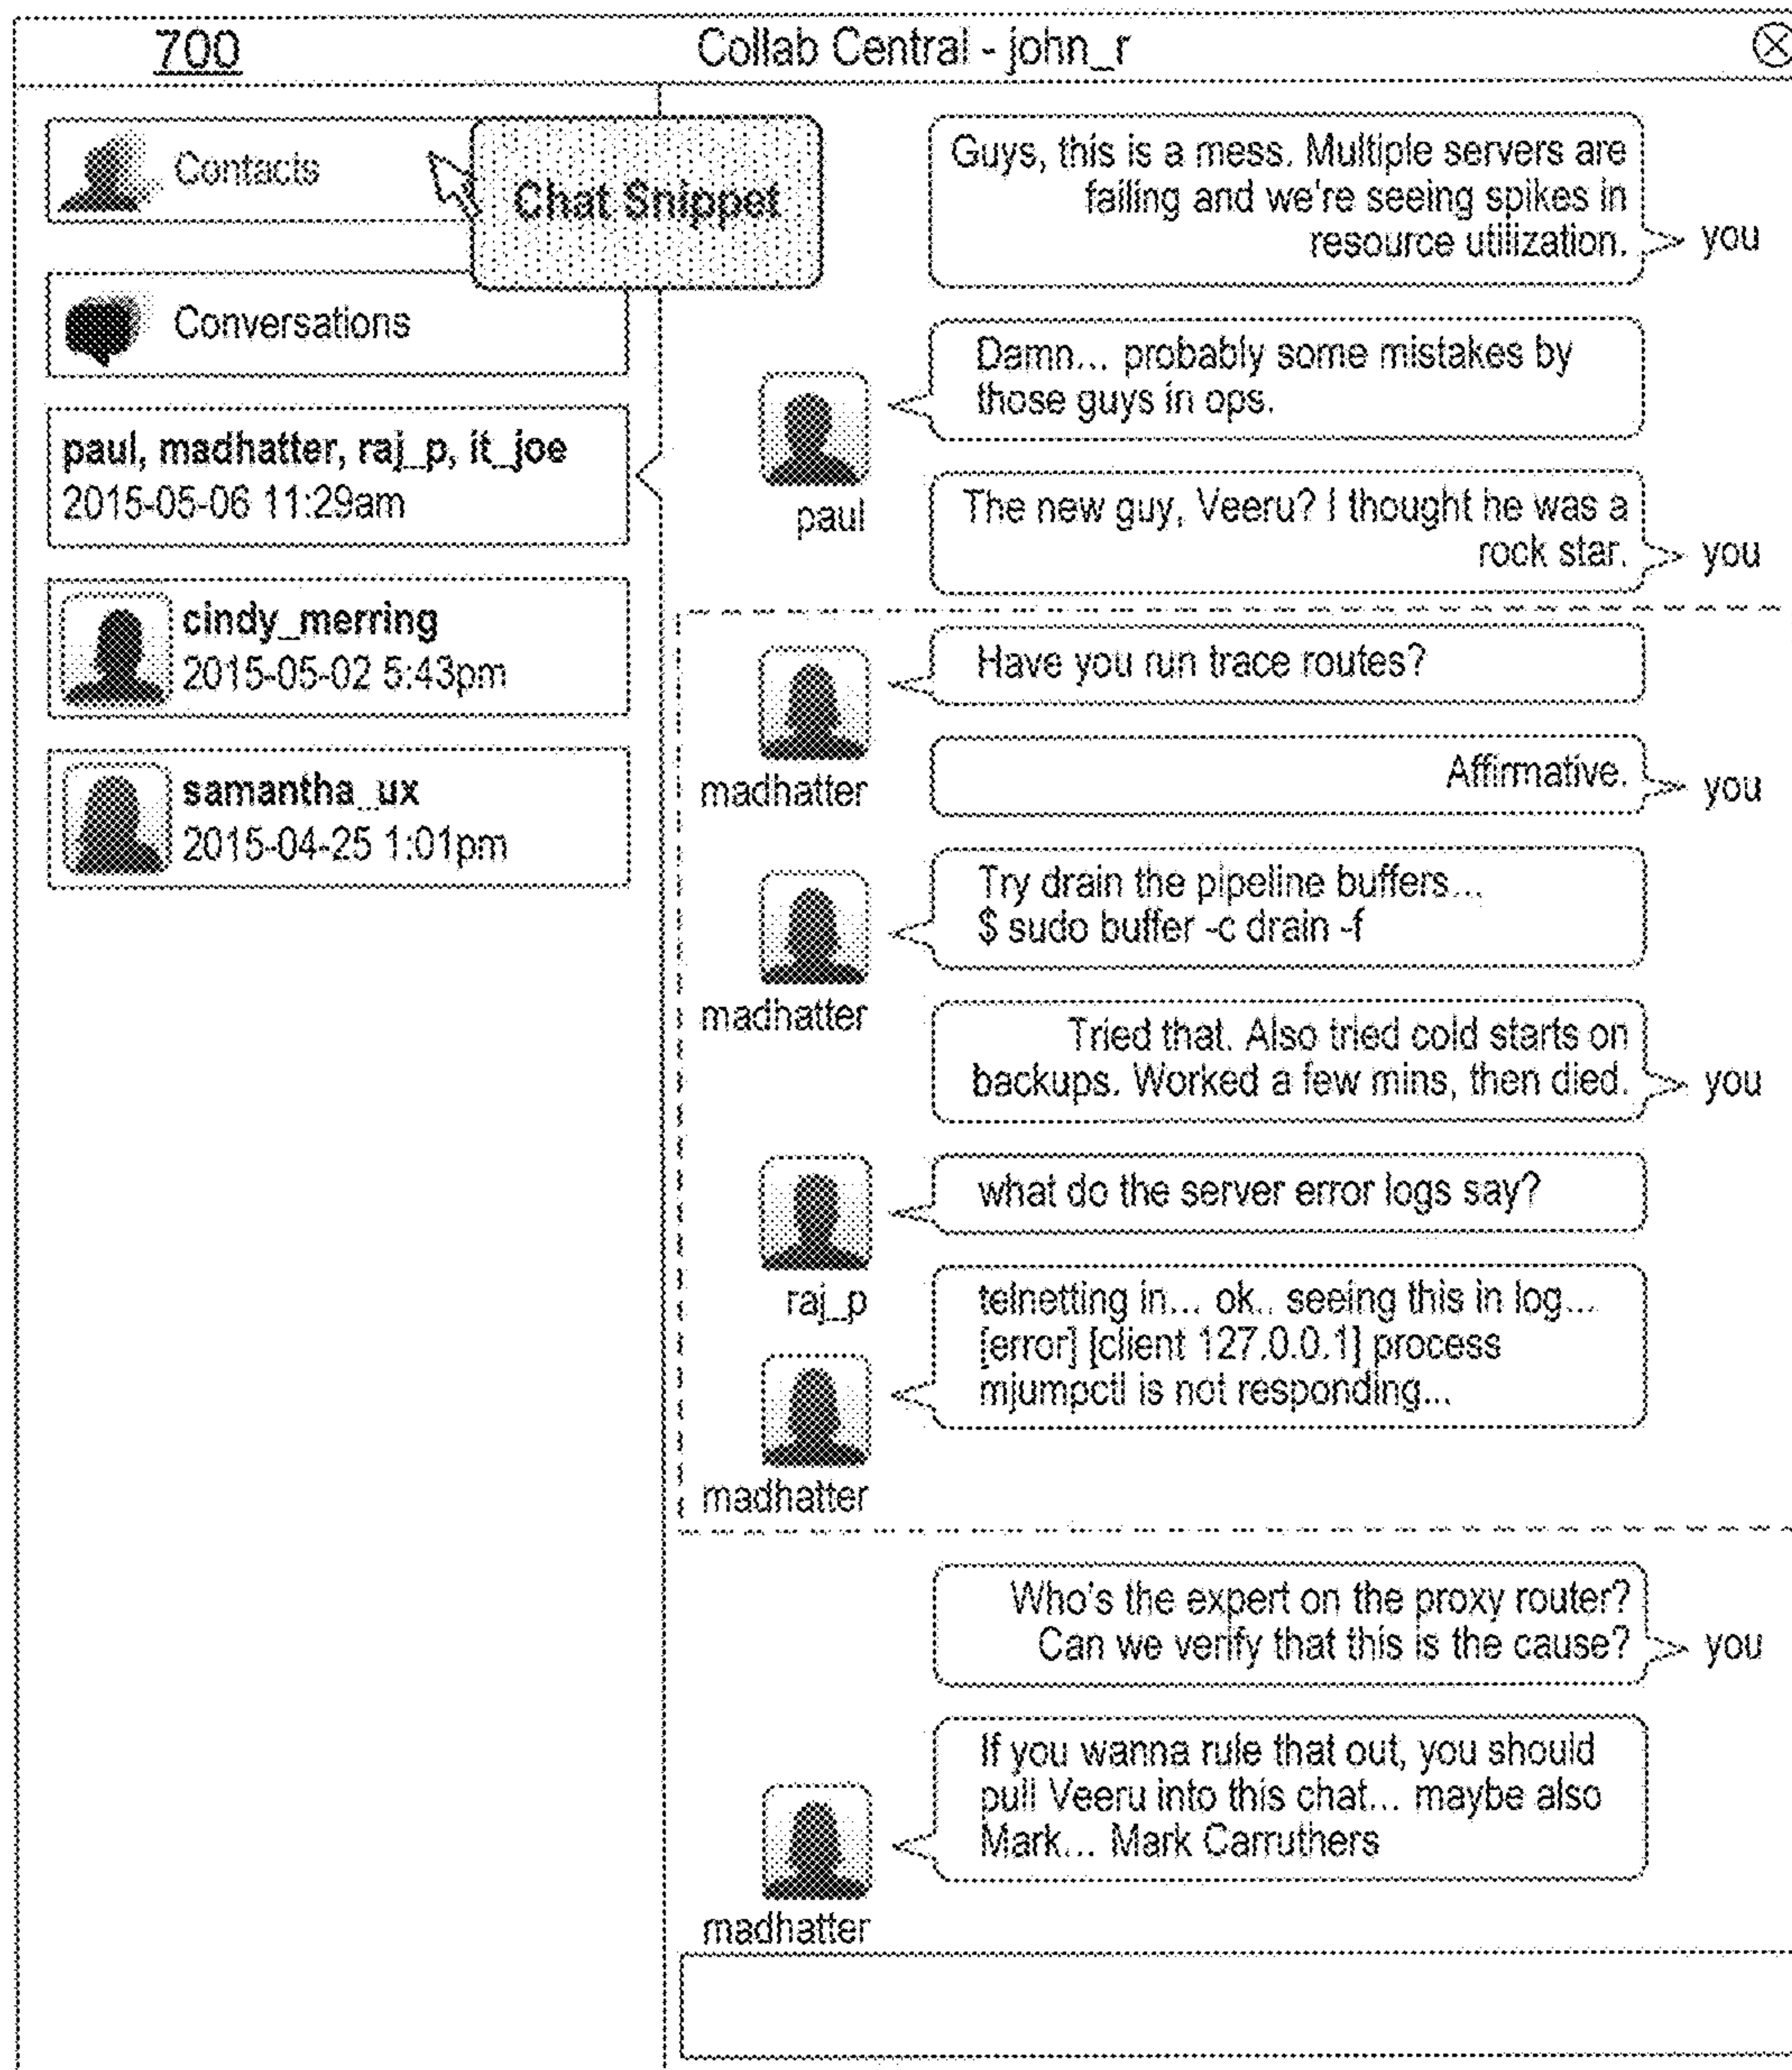 700
Collab Central - john_r
Contacts
Chat Snippet
Conversations
paul, madhatter, raj_p, it_joe
2015-05-06 11:29am
cindy_merring
2015-05-02 5:43pm
samantha_ux
2015-04-25 1:01pm
Guys, this is a mess. Multiple servers are
failing and we're seeing spikes in
resource utilization.
you
Damn... probably some mistakes by
those guys in ops.
paul
The new guy, Veeru? I thought he was a
rock star.
you
Have you run trace routes?
madhatter
Affirmative.
you
Try drain the pipeline buffers...
$ sudo buffer -c drain -f
madhatter
Tried that. Also tried cold starts on
backups. Worked a few mins, then died.
you
what do the server error logs say?
raj_p
telnetting in... ok.. seeing this in log...
[error] [client 127.0.0.1] process
mjumpctl is not responding...
madhatter
Who's the expert on the proxy router?
Can we verify that this is the cause?
you
If you wanna rule that out, you should
pull Veeru into this chat... maybe also
Mark... Mark Carruthers
madhatter